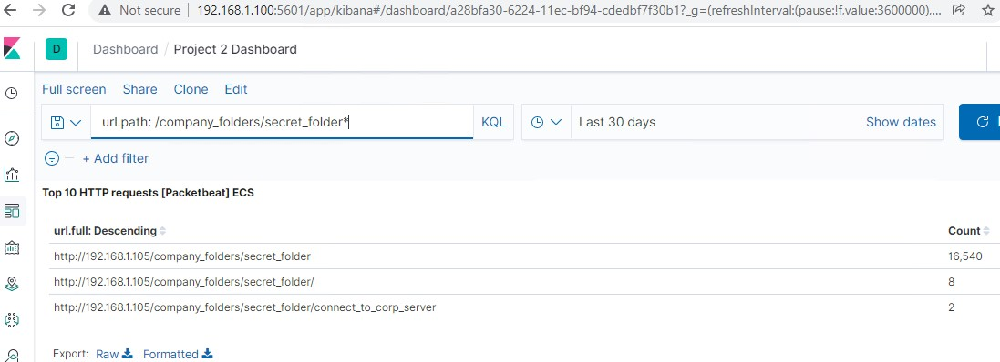 Not secure 192.168.1.100:5601/app/kibana#/dashboard/a28bfa30-6224-11ec-bf94-cdedbf7f30b1?_g=(refreshInterval:(pause:!f,value:3600000),...
D Dashboard / Project 2 Dashboard
Full screen Share Clone Edit
url.path: /company_folders/secret_folder* KQL Last 30 days Show dates
+ Add filter
Top 10 HTTP requests [Packetbeat] ECS
url.full: Descending Count
http://192.168.1.105/company_folders/secret_folder 16,540
http://192.168.1.105/company_folders/secret_folder/ 8
http://192.168.1.105/company_folders/secret_folder/connect_to_corp_server 2
Export: Raw Formatted